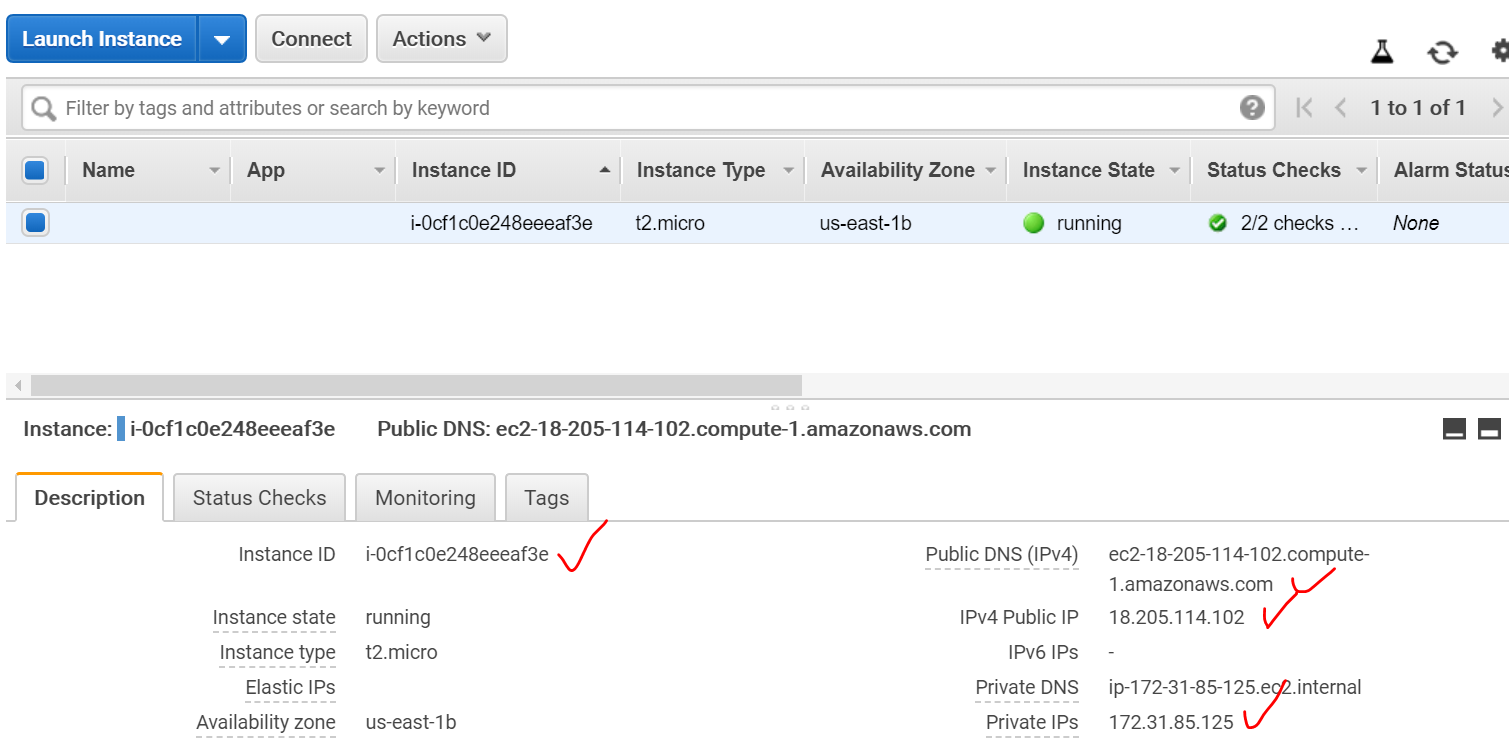 Launch Instance Connect Actions
Filter by tags and attributes or search by keyword 1 to 1 of 1
Name App Instance ID Instance Type Availability Zone Instance State Status Checks Alarm Status
i-0cf1c0e248eeeaf3e t2.micro us-east-1b running 2/2 checks … None
Instance: i-0cf1c0e248eeeaf3e Public DNS: ec2-18-205-114-102.compute-1.amazonaws.com
Description Status Checks Monitoring Tags
Instance ID i-0cf1c0e248eeeaf3e Public DNS (IPv4) ec2-18-205-114-102.compute-
1.amazonaws.com
Instance state running IPv4 Public IP 18.205.114.102
Instance type t2.micro IPv6 IPs -
Elastic IPs Private DNS ip-172-31-85-125.ec2.internal
Availability zone us-east-1b Private IPs 172.31.85.125